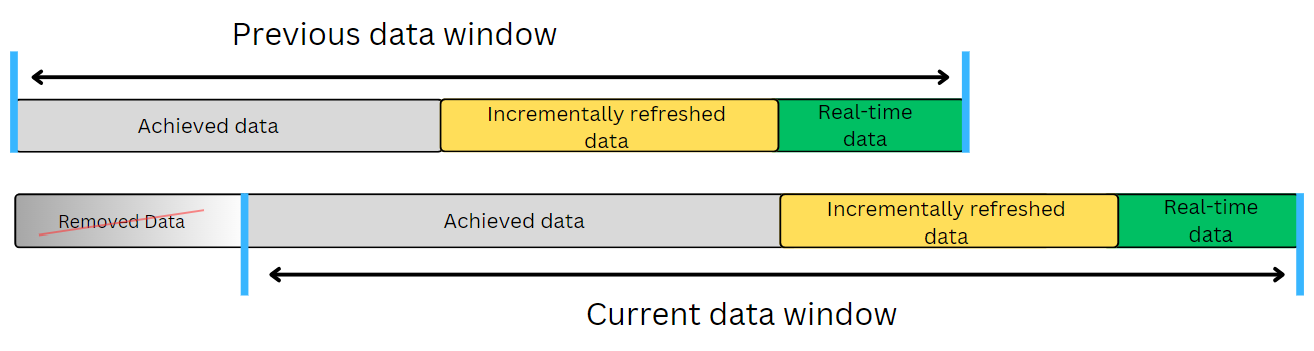 Previous data window
Achieved data
Incrementally refreshed
data
Real-time
data
Removed Data
Achieved data
Incrementally refreshed
data
Real-time
data
Current data window